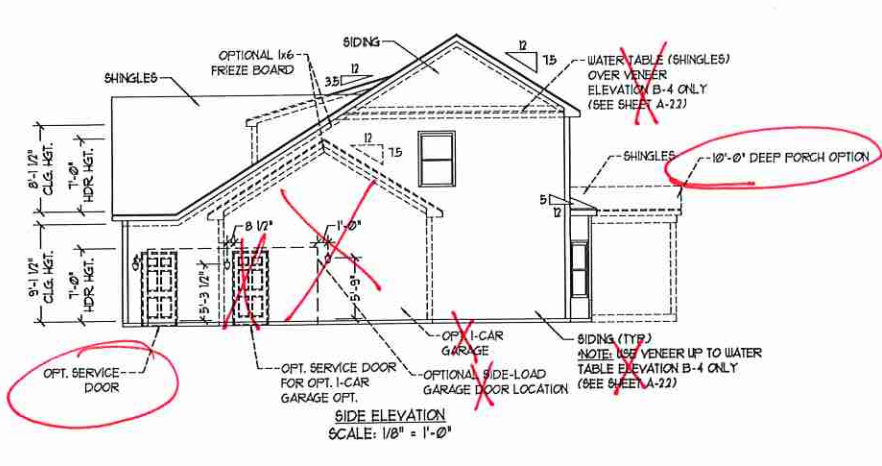 12
7.5
SIDING
OPTIONAL 1x6
FRIEZE BOARD
12
3.5
SHINGLES
WATER TABLE (SHINGLES)
OVER VENEER
ELEVATION B-4 ONLY
(SEE SHEET A-2.2)
12
7.5
SHINGLES
10'-0" DEEP PORCH OPTION
8'-1 1/2"
CLG. HGT.
7'-0"
HDR. HGT.
5
12
8 1/2"
1'-0"
9'-1 1/2"
CLG. HGT.
7'-0"
HDR. HGT.
5'-3 1/2"
5'-9"
OPT. SERVICE
DOOR
OPT. SERVICE DOOR
FOR OPT. 1-CAR
GARAGE OPT.
OPT. 1-CAR
GARAGE
OPTIONAL SIDE-LOAD
GARAGE DOOR LOCATION
SIDING (TYP.)
*NOTE: USE VENEER UP TO WATER
TABLE ELEVATION B-4 ONLY
(SEE SHEET A-2.2)
SIDE ELEVATION
SCALE: 1/8" = 1'-0"